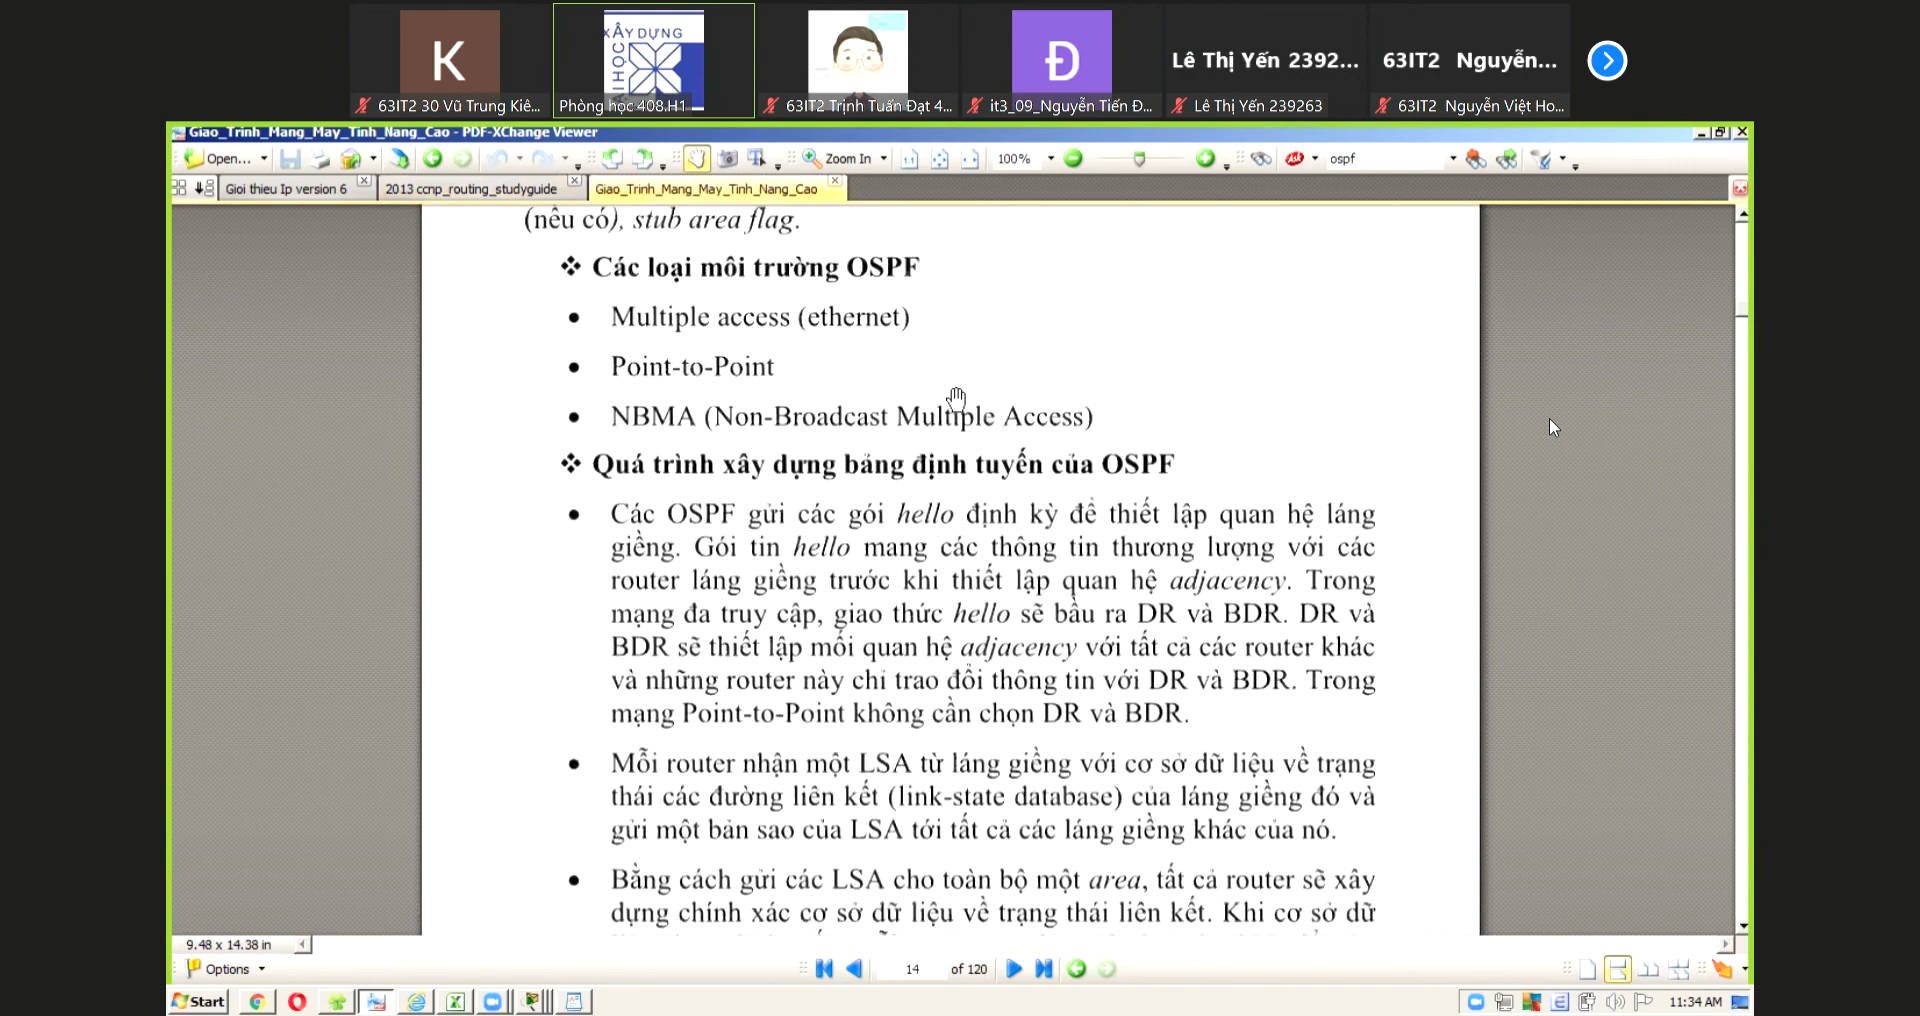 K
XÂY DỰNG
Đ
Lê Thị Yến 2392...
63IT2 Nguyễn...
63IT2 30 Vũ Trung Kiê...
Phòng học 408.H1
63IT2 Trịnh Tuấn Đạt 4...
it3_09_Nguyễn Tiến Đ...
Lê Thị Yến 239263
63IT2 Nguyễn Việt Ho...
Giao_Trinh_Mang_May_Tinh_Nang_Cao - PDF-XChange Viewer
Open...
Zoom In
100%
ospf
Gioi thieu Ip version 6
2013 ccnp_routing_studyguide
Giao_Trinh_Mang_May_Tinh_Nang_Cao
(nếu có), stub area flag.
❖ Các loại môi trường OSPF
• Multiple access (ethernet)
• Point-to-Point
• NBMA (Non-Broadcast Multiple Access)
❖ Quá trình xây dựng bảng định tuyến của OSPF
• Các OSPF gửi các gói hello định kỳ để thiết lập quan hệ láng
giềng. Gói tin hello mang các thông tin thương lượng với các
router láng giềng trước khi thiết lập quan hệ adjacency. Trong
mạng đa truy cập, giao thức hello sẽ bầu ra DR và BDR. DR và
BDR sẽ thiết lập mối quan hệ adjacency với tất cả các router khác
và những router này chỉ trao đổi thông tin với DR và BDR. Trong
mạng Point-to-Point không cần chọn DR và BDR.
• Mỗi router nhận một LSA từ láng giềng với cơ sở dữ liệu về trạng
thái các đường liên kết (link-state database) của láng giềng đó và
gửi một bản sao của LSA tới tất cả các láng giềng khác của nó.
• Bằng cách gửi các LSA cho toàn bộ một area, tất cả router sẽ xây
dựng chính xác cơ sở dữ liệu về trạng thái liên kết. Khi cơ sở dữ
9.48 x 14.38 in
Options
14 of 120
Start
11:34 AM